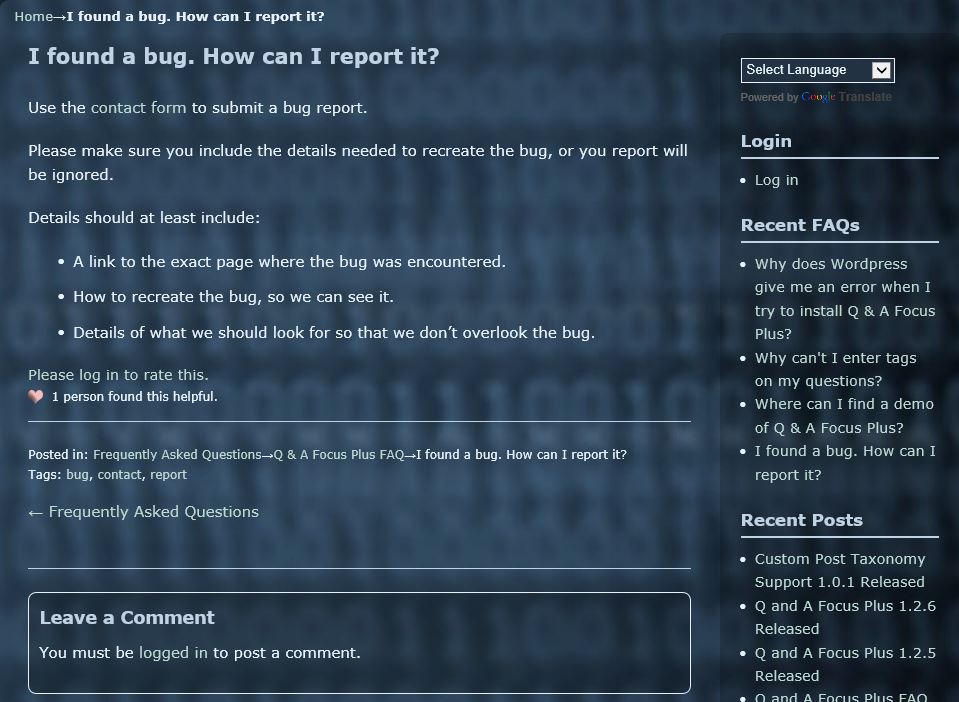 Home→I found a bug. How can I report it?
I found a bug. How can I report it?
Use the contact form to submit a bug report.
Please make sure you include the details needed to recreate the bug, or you report will
be ignored.
Details should at least include:
• A link to the exact page where the bug was encountered.
• How to recreate the bug, so we can see it.
• Details of what we should look for so that we don’t overlook the bug.
Please log in to rate this.
1 person found this helpful.
Posted in: Frequently Asked Questions→Q & A Focus Plus FAQ→I found a bug. How can I report it?
Tags: bug, contact, report
← Frequently Asked Questions
Leave a Comment
You must be logged in to post a comment.
Select Language
Powered by Google Translate
Login
• Log in
Recent FAQs
• Why does Wordpress
give me an error when I
try to install Q & A Focus
Plus?
• Why can't I enter tags
on my questions?
• Where can I find a demo
of Q & A Focus Plus?
• I found a bug. How can I
report it?
Recent Posts
• Custom Post Taxonomy
Support 1.0.1 Released
• Q and A Focus Plus 1.2.6
Released
• Q and A Focus Plus 1.2.5
Released
• Q and A Focus Plus FAQ